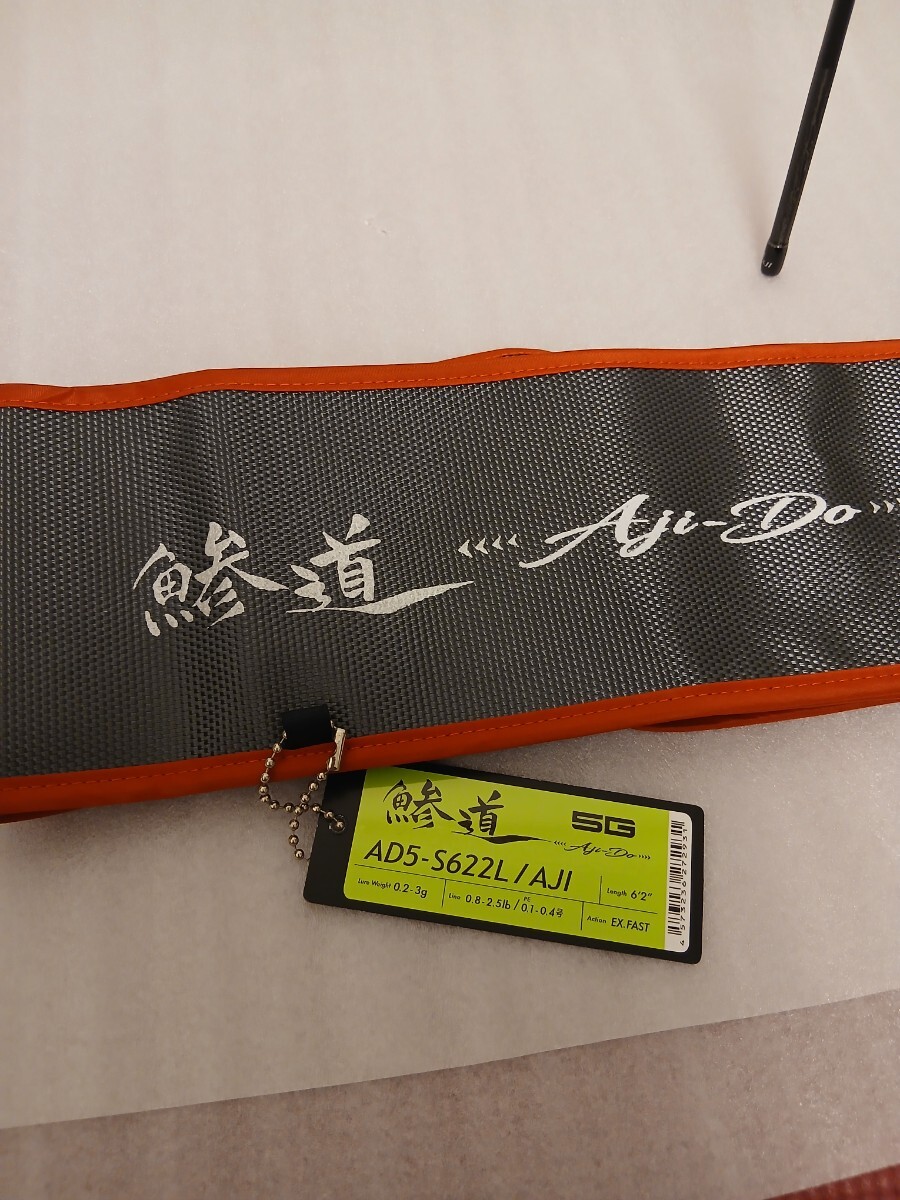 鯵道 <<<< Aji-Do >>
鯵道 <<<< Aji-Do >>>> 5G
AD5-S622L/AJI
Length 6'2"
Lure Weight 0.2-3g
Line 0.8-2.5lb / PE 0.1-0.4号
Action EX.FAST
4573236272931